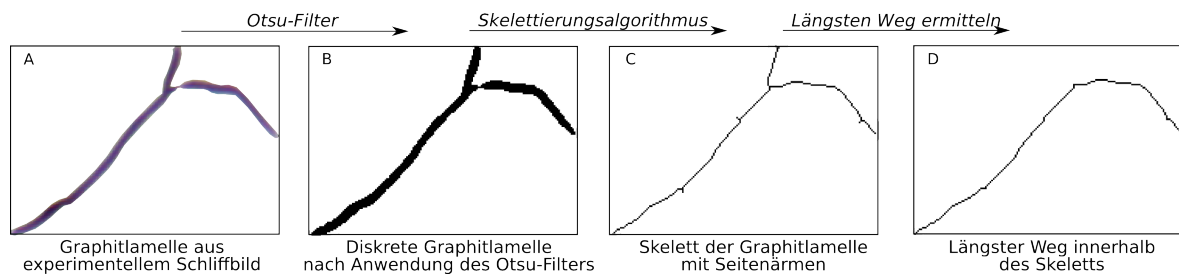 Otsu-Filter
Skelettierungsalgorithmus
Längsten Weg ermitteln
A
B
C
D
Graphitlamelle aus
experimentellem Schliffbild
Diskrete Graphitlamelle
nach Anwendung des Otsu-Filters
Skelett der Graphitlamelle
mit Seitenärmen
Längster Weg innerhalb
des Skeletts